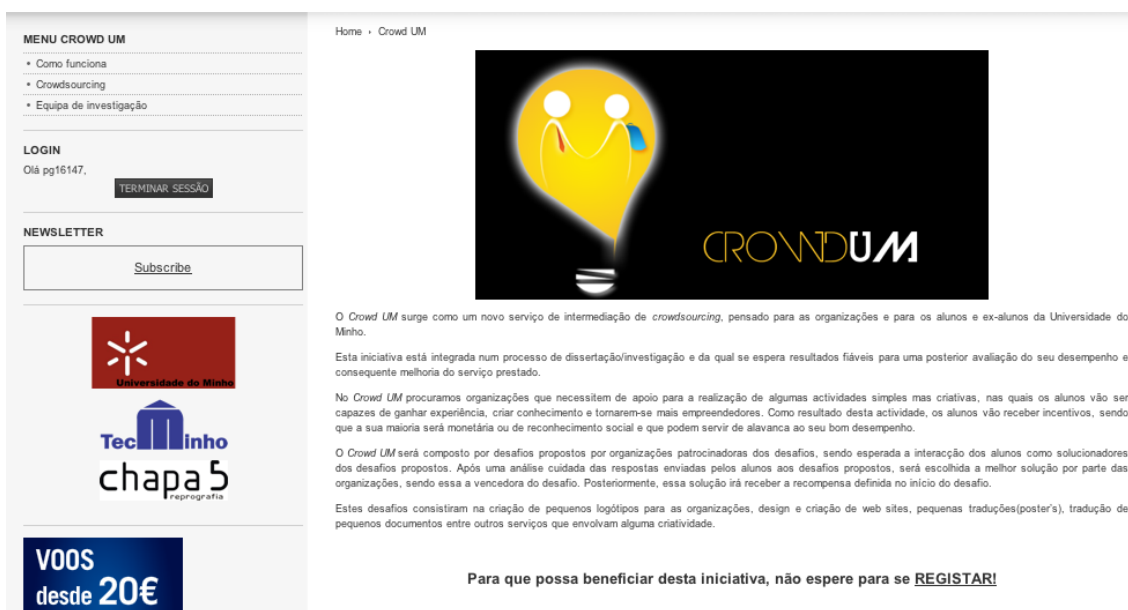 MENU CROWD UM
Como funciona
Crowdsourcing
Equipa de investigação
LOGIN
Olá pg16147,
TERMINAR SESSÃO
NEWSLETTER
Subscribe
Universidade do Minho
TecMinho
chapa 5
reprografia
VOOS
desde 20€
Home › Crowd UM
CROWDUM
O Crowd UM surge como um novo serviço de intermediação de crowdsourcing, pensado para as organizações e para os alunos e ex-alunos da Universidade do
Minho.
Esta iniciativa está integrada num processo de dissertação/investigação e da qual se espera resultados fiáveis para uma posterior avaliação do seu desempenho e
consequente melhoria do serviço prestado.
No Crowd UM procuramos organizações que necessitem de apoio para a realização de algumas actividades simples mas criativas, nas quais os alunos vão ser
capazes de ganhar experiência, criar conhecimento e tornarem-se mais empreendedores. Como resultado desta actividade, os alunos vão receber incentivos, sendo
que a sua maioria será monetária ou de reconhecimento social e que podem servir de alavanca ao seu bom desempenho.
O Crowd UM será composto por desafios propostos por organizações patrocinadoras dos desafios, sendo esperada a interacção dos alunos como solucionadores
dos desafios propostos. Após uma análise cuidada das respostas enviadas pelos alunos aos desafios propostos, será escolhida a melhor solução por parte das
organizações, sendo essa a vencedora do desafio. Posteriormente, essa solução irá receber a recompensa definida no início do desafio.
Estes desafios consistiram na criação de pequenos logótipos para as organizações, design e criação de web sites, pequenas traduções(poster's), tradução de
pequenos documentos entre outros serviços que envolvam alguma criatividade.
Para que possa beneficiar desta iniciativa, não espere para se REGISTAR!